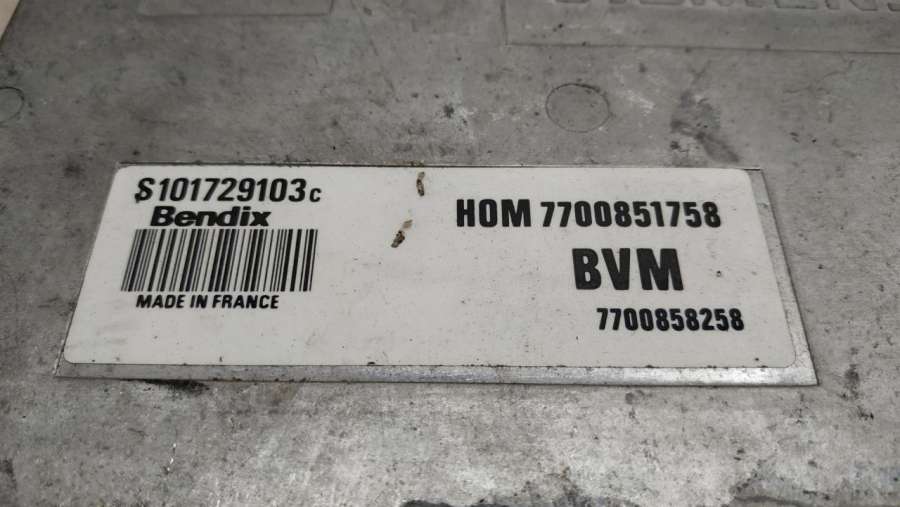 S101729103C
Bendix
MADE IN FRANCE
HOM 7700851758
BVM
7700858258